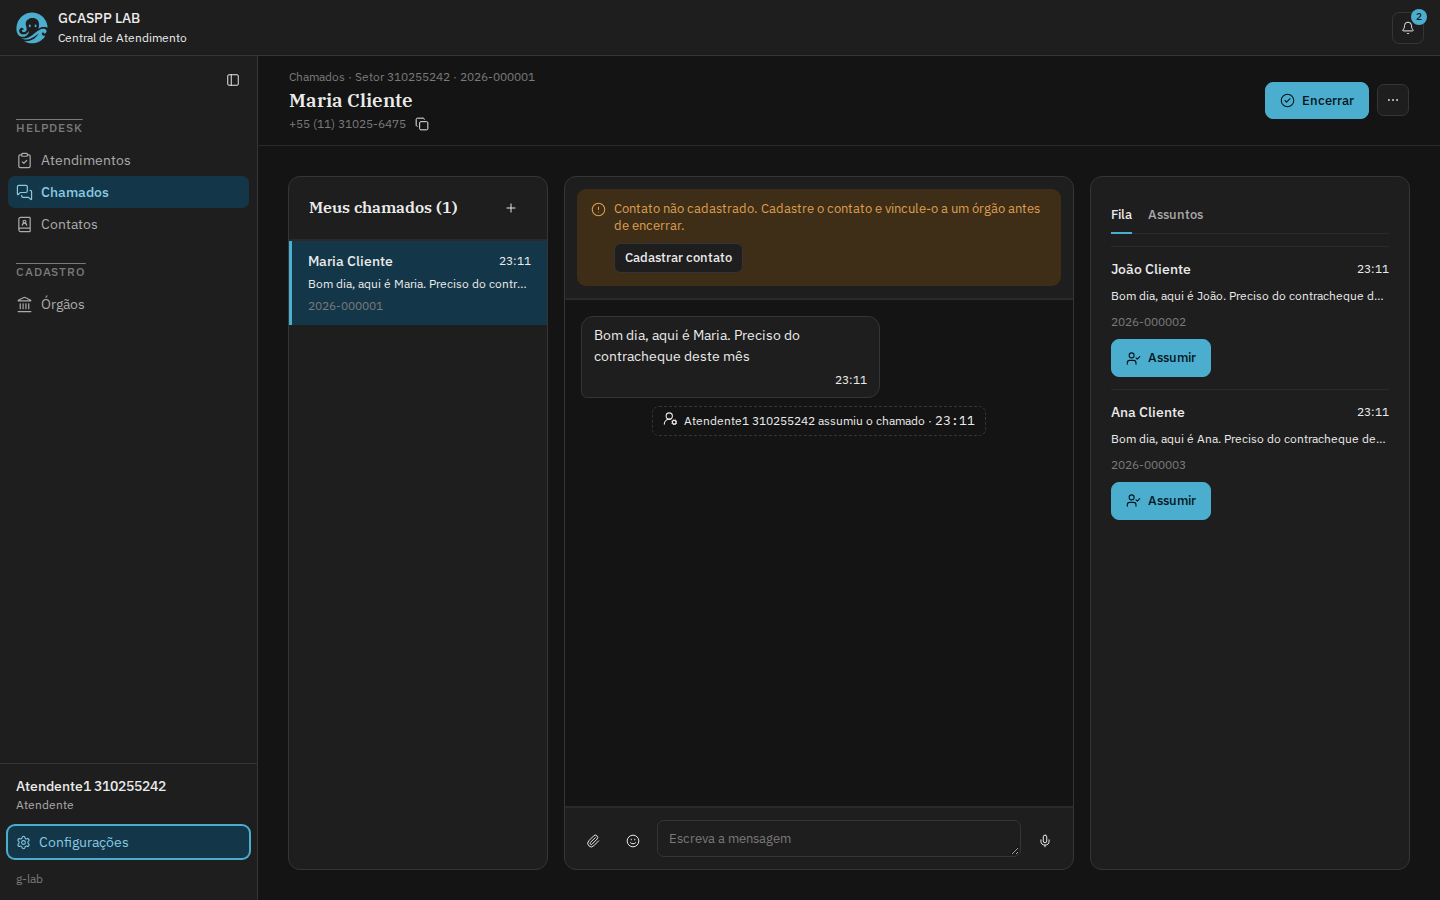 GCASPP LAB
Central de Atendimento
2
HELPDESK
Atendimentos
Chamados
Contatos
CADASTRO
Órgãos
Atendente1 310255242
Atendente
Configurações
g-lab
Chamados · Setor 310255242 · 2026-000001
Maria Cliente
+55 (11) 31025-6475
Encerrar
Meus chamados (1)
Maria Cliente 23:11
Bom dia, aqui é Maria. Preciso do contr...
2026-000001
Contato não cadastrado. Cadastre o contato e vincule-o a um órgão antes
de encerrar.
Cadastrar contato
Bom dia, aqui é Maria. Preciso do
contracheque deste mês
23:11
Atendente1 310255242 assumiu o chamado · 23:11
Escreva a mensagem
Fila Assuntos
João Cliente 23:11
Bom dia, aqui é João. Preciso do contracheque d...
2026-000002
Assumir
Ana Cliente 23:11
Bom dia, aqui é Ana. Preciso do contracheque de...
2026-000003
Assumir